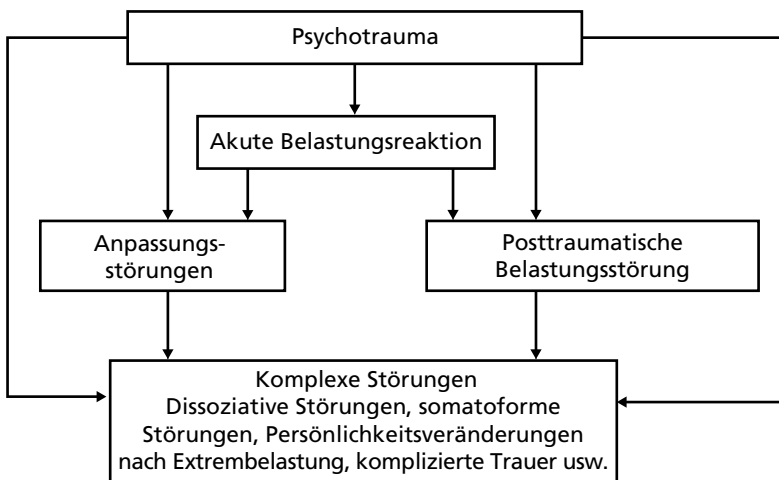 Psychotrauma
Akute Belastungsreaktion
Anpassungs-
störungen
Posttraumatische
Belastungsstörung
Komplexe Störungen
Dissoziative Störungen, somatoforme
Störungen, Persönlichkeitsveränderungen
nach Extrembelastung, komplizierte Trauer usw.